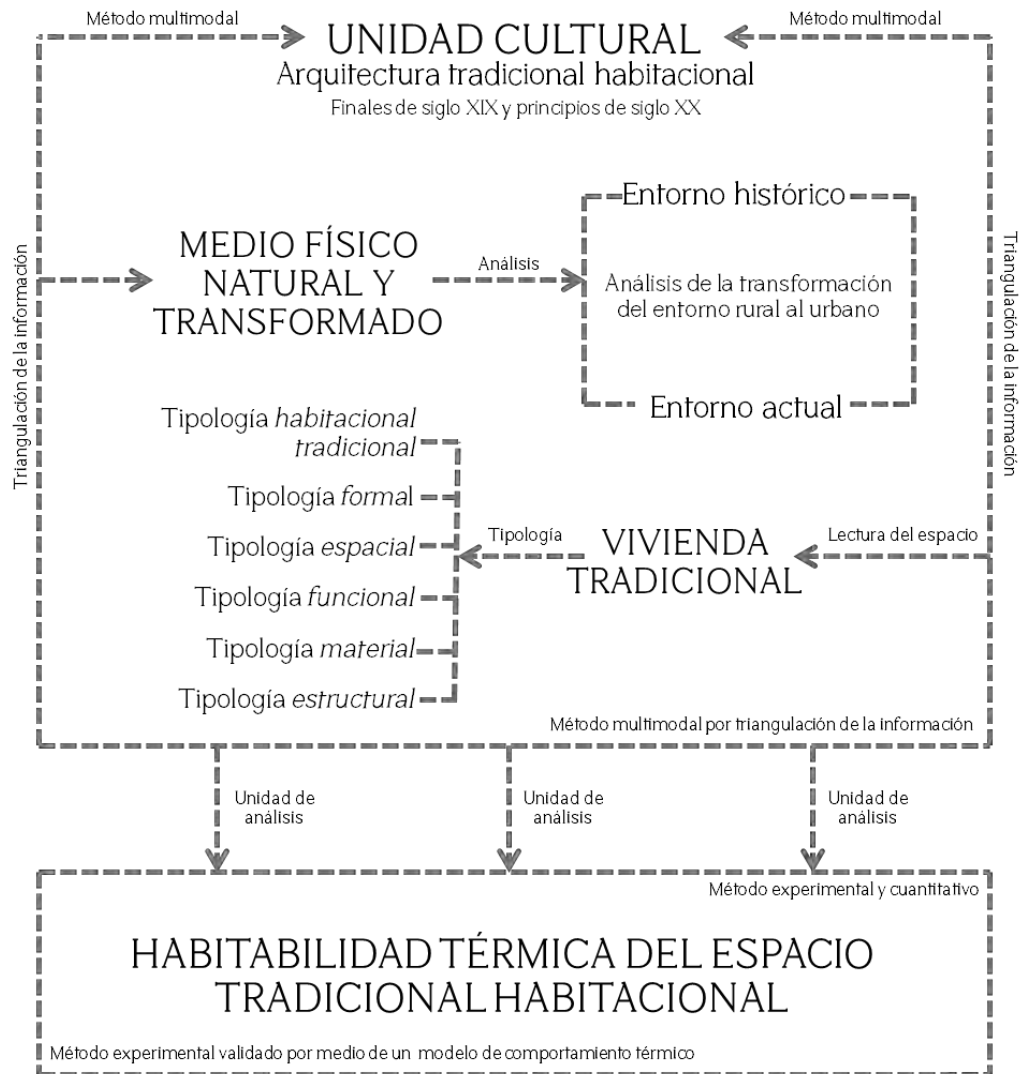 Método multimodal
Método multimodal
UNIDAD CULTURAL
Arquitectura tradicional habitacional
Finales de siglo XIX y principios de siglo XX
Triangulación de la información
Triangulación de la información
MEDIO FÍSICO
NATURAL Y
TRANSFORMADO
Análisis
Entorno histórico
Análisis de la transformación
del entorno rural al urbano
Entorno actual
Tipología habitacional
tradicional
Tipología formal
Tipología espacial
Tipología funcional
Tipología material
Tipología estructural
Tipología
VIVIENDA
TRADICIONAL
Lectura del espacio
Método multimodal por triangulación de la información
Unidad de
análisis
Unidad de
análisis
Unidad de
análisis
Método experimental y cuantitativo
HABITABILIDAD TÉRMICA DEL ESPACIO
TRADICIONAL HABITACIONAL
Método experimental validado por medio de un modelo de comportamiento térmico